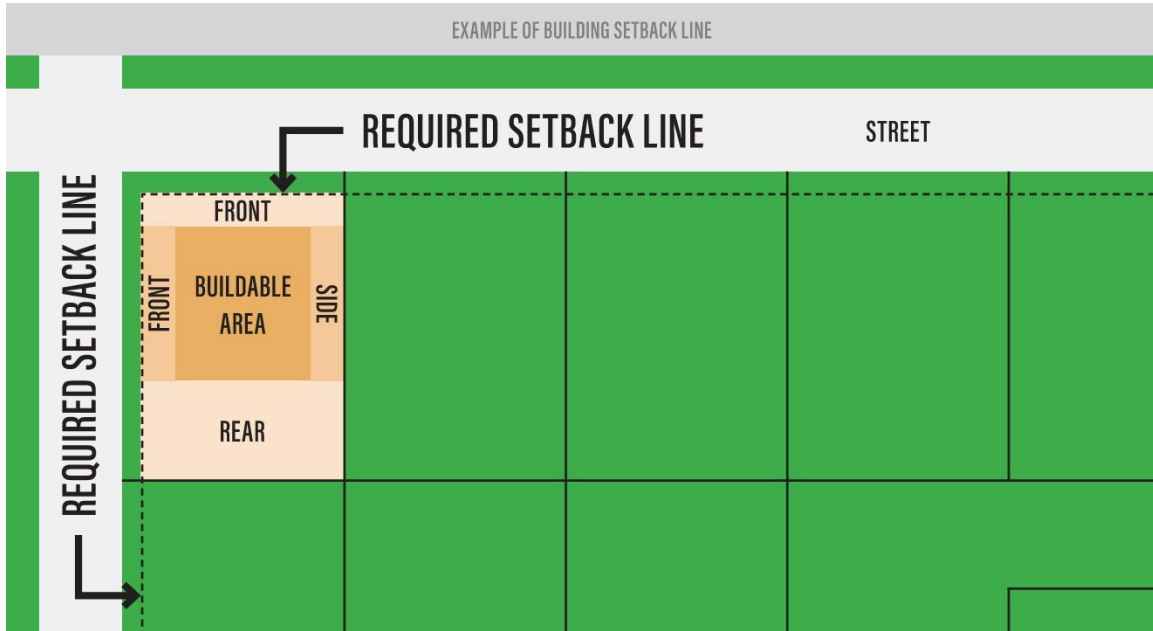 EXAMPLE OF BUILDING SETBACK LINE
REQUIRED SETBACK LINE
STREET
REQUIRED SETBACK LINE
FRONT
FRONT
BUILDABLE
AREA
SIDE
REAR